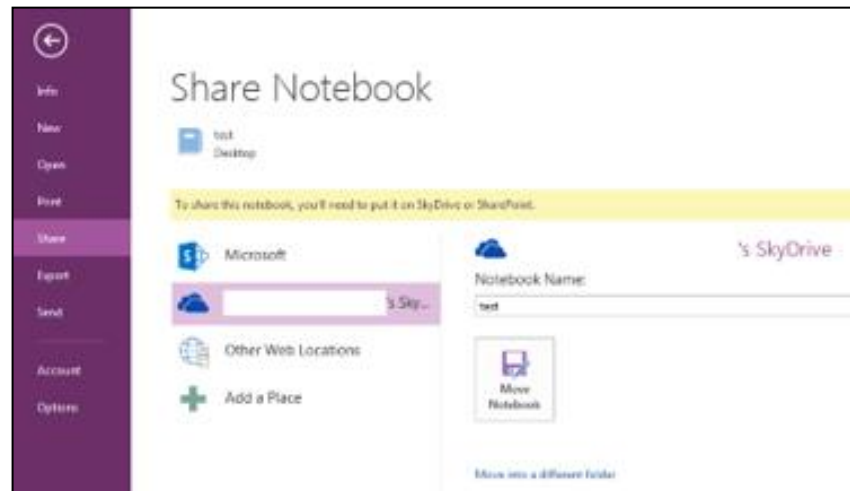 Info
New
Open
Print
Share
Export
Send
Account
Options
Share Notebook
test
Desktop
To share this notebook, you'll need to put it on SkyDrive or SharePoint.
Microsoft
's Sky...
Other Web Locations
Add a Place
's SkyDrive
Notebook Name:
test
Move
Notebook
Move into a different folder